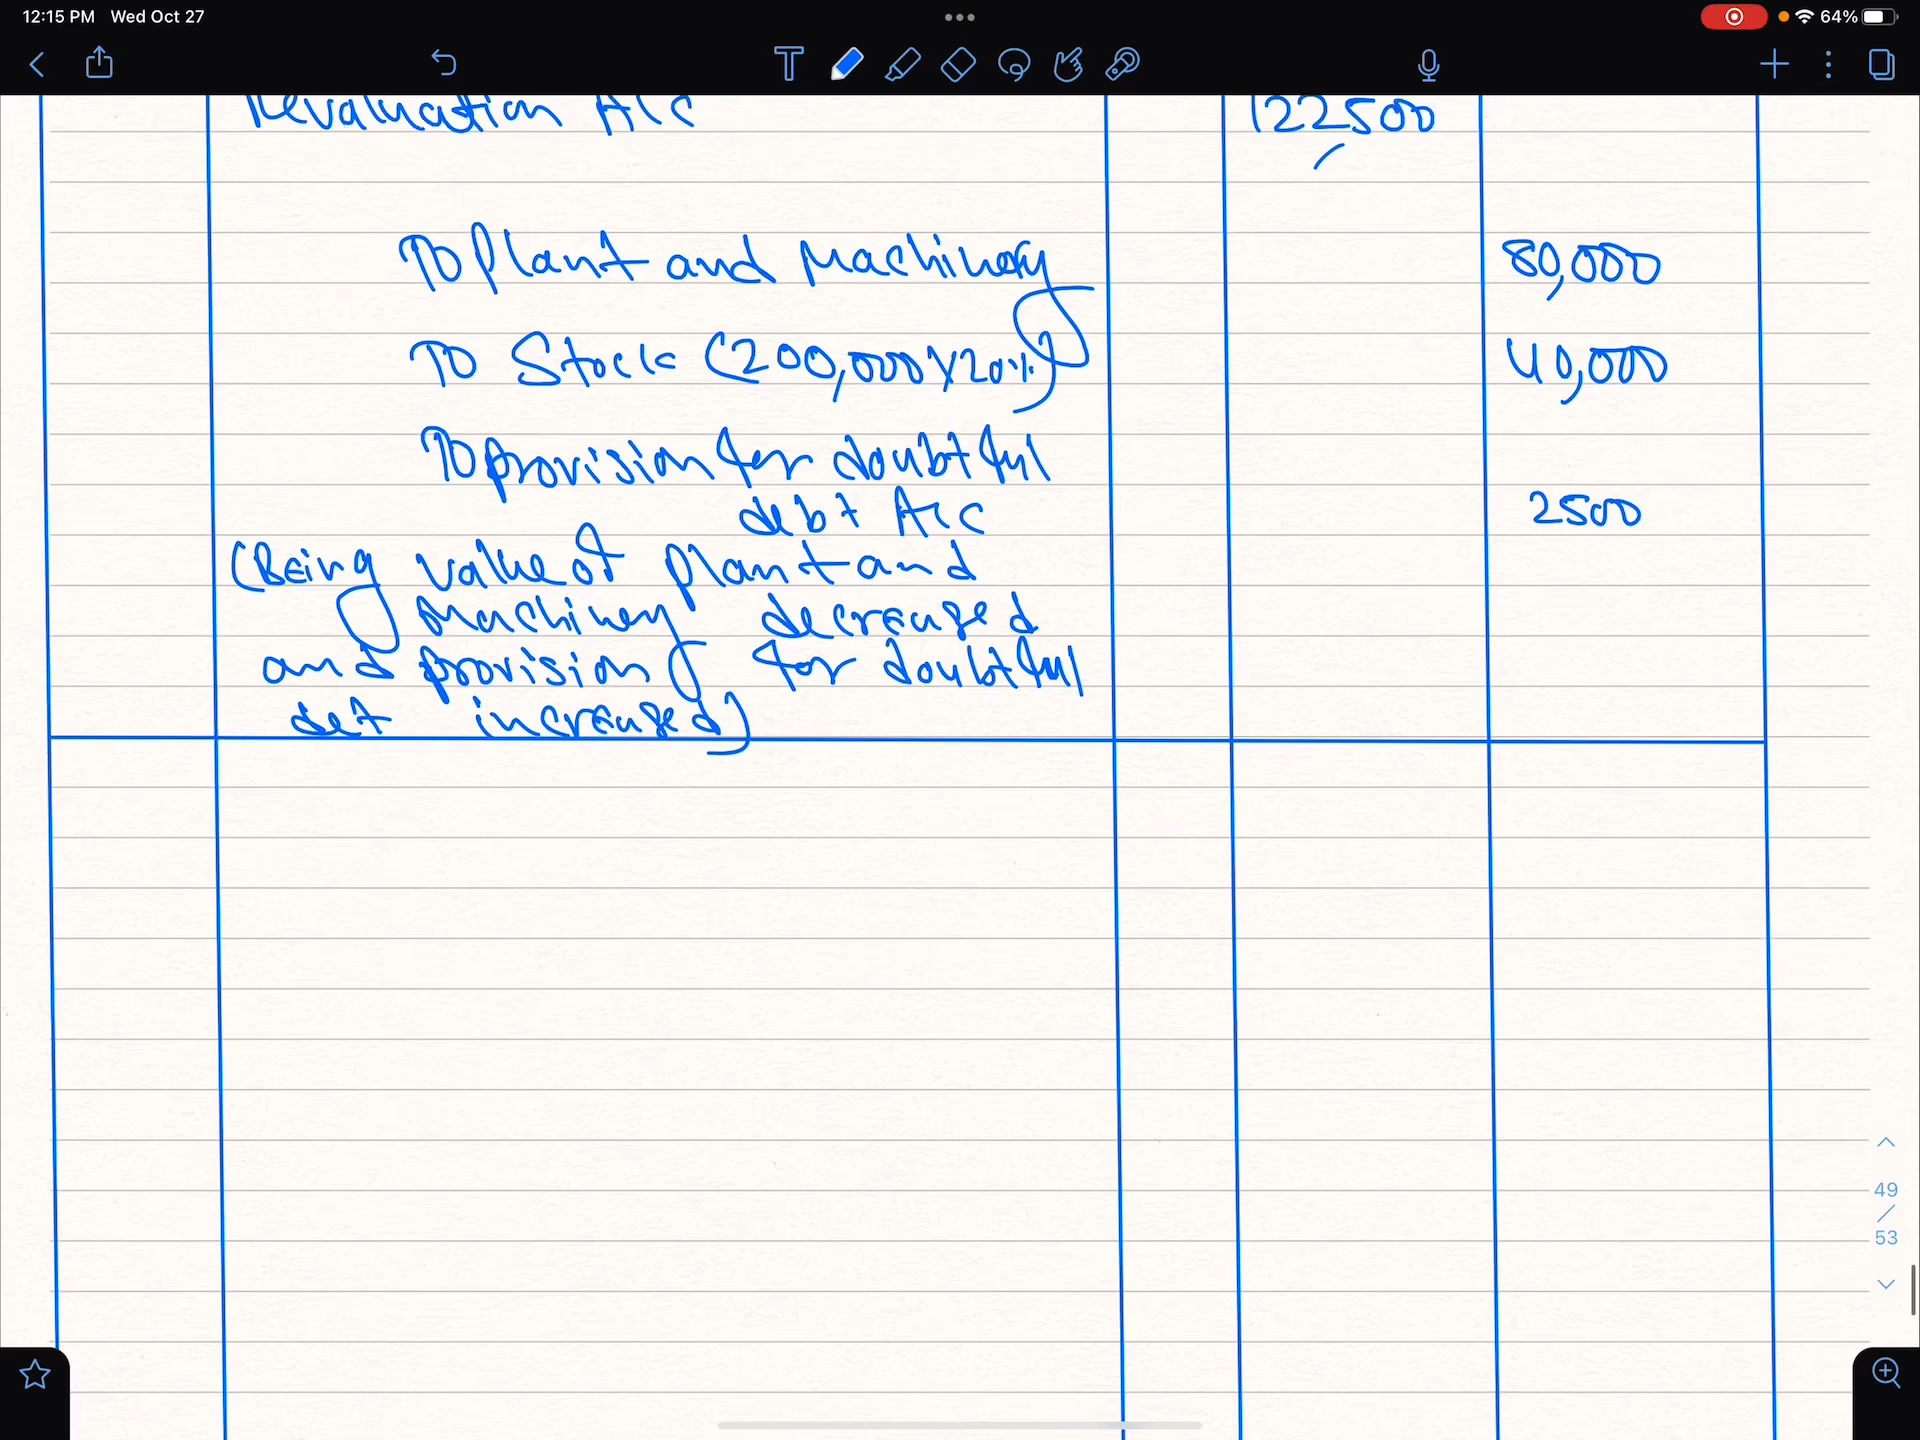 12:15 PM Wed Oct 27
64%
Revaluation A/c 122500
To Plant and Machinery 80,000
To Stock (200,000 X 20%) 40,000
To provision for doubtful
debt A/c 2500
(Being value of plant and
Machinery decreased
and provision for doubtful
det increased)
49
/
53